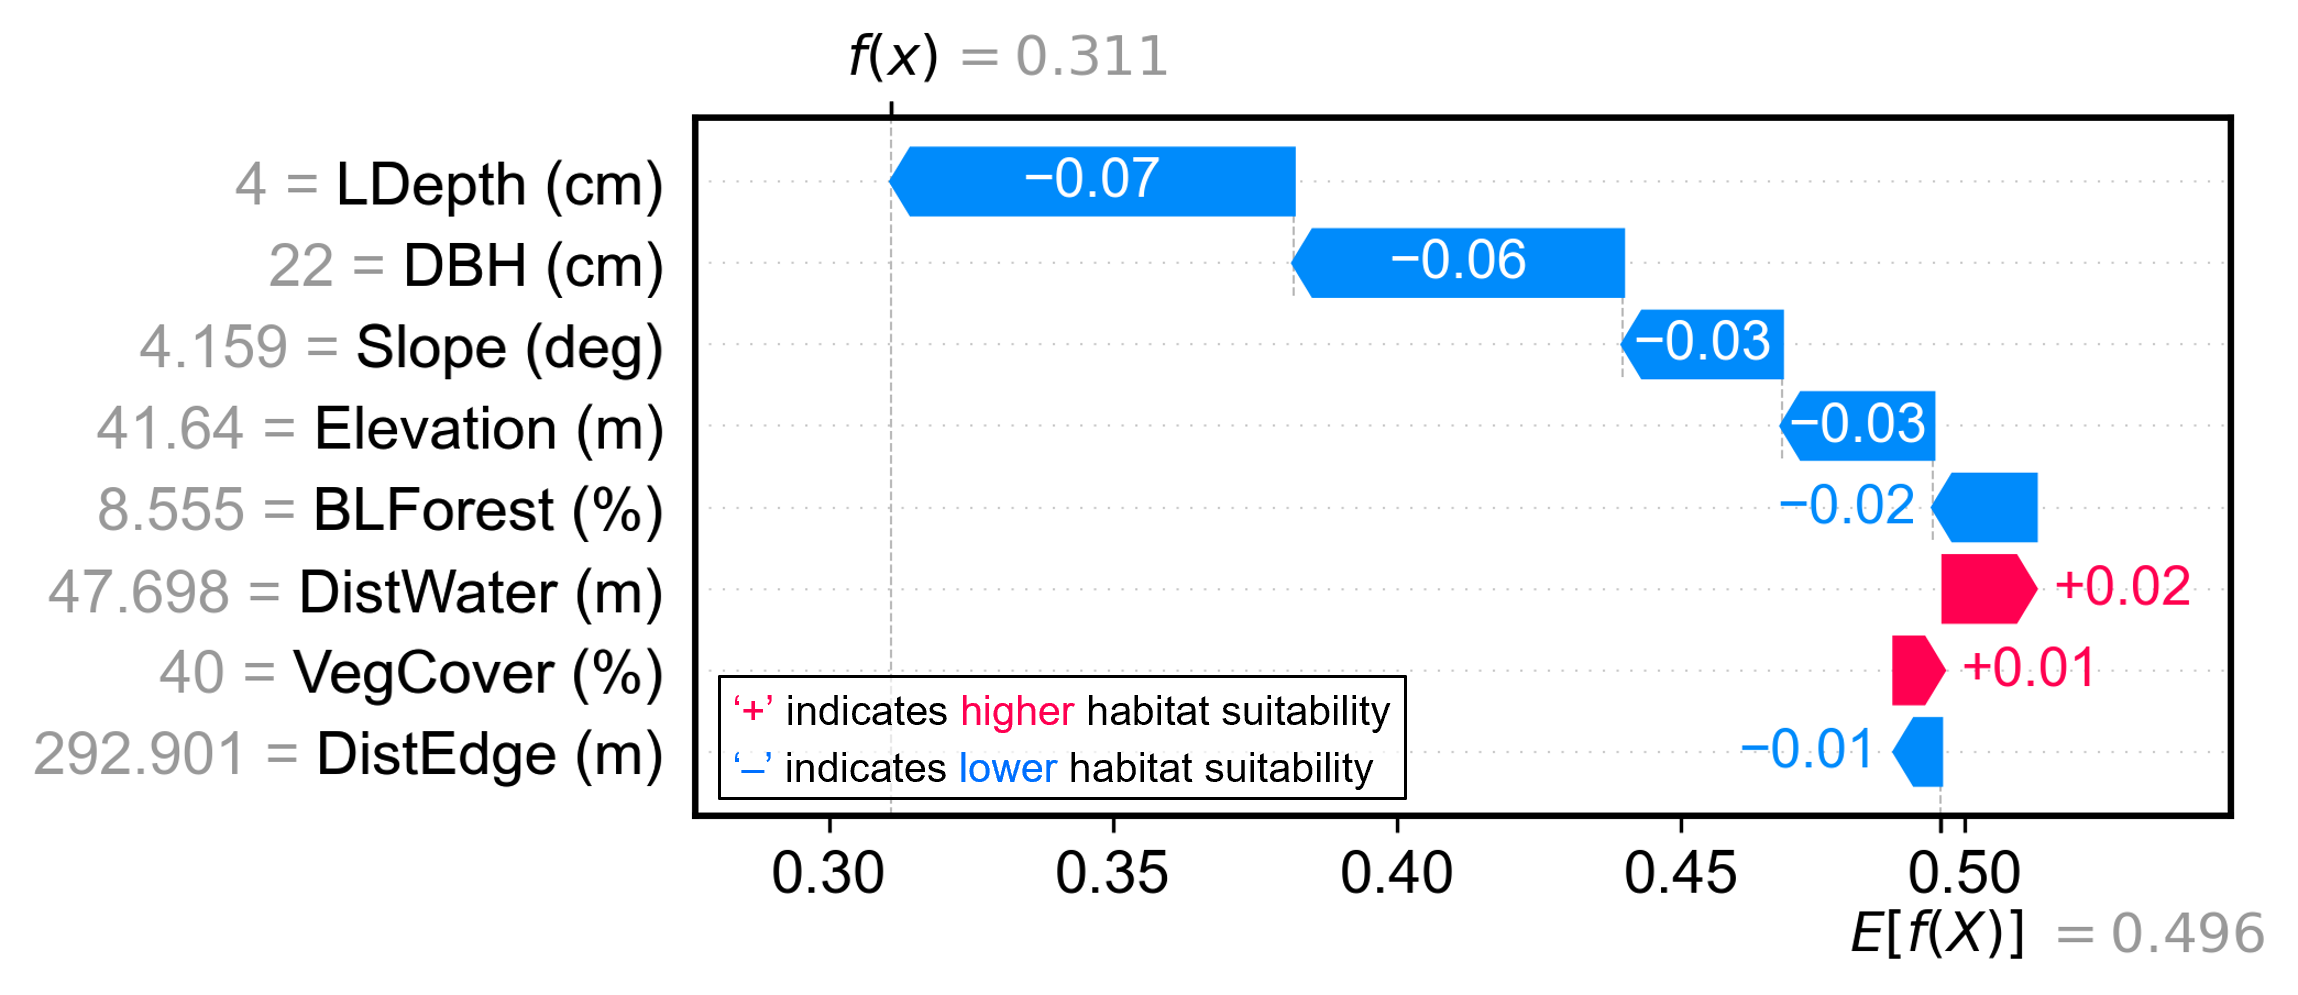 f(x) = 0.311
4 = LDepth (cm)
−0.07
22 = DBH (cm)
−0.06
4.159 = Slope (deg)
−0.03
41.64 = Elevation (m)
−0.03
8.555 = BLForest (%)
−0.02
47.698 = DistWater (m)
+0.02
40 = VegCover (%)
+0.01
292.901 = DistEdge (m)
−0.01
‘+’ indicates higher habitat suitability
‘–’ indicates lower habitat suitability
0.30 0.35 0.40 0.45 0.50
E[f(X)] = 0.496